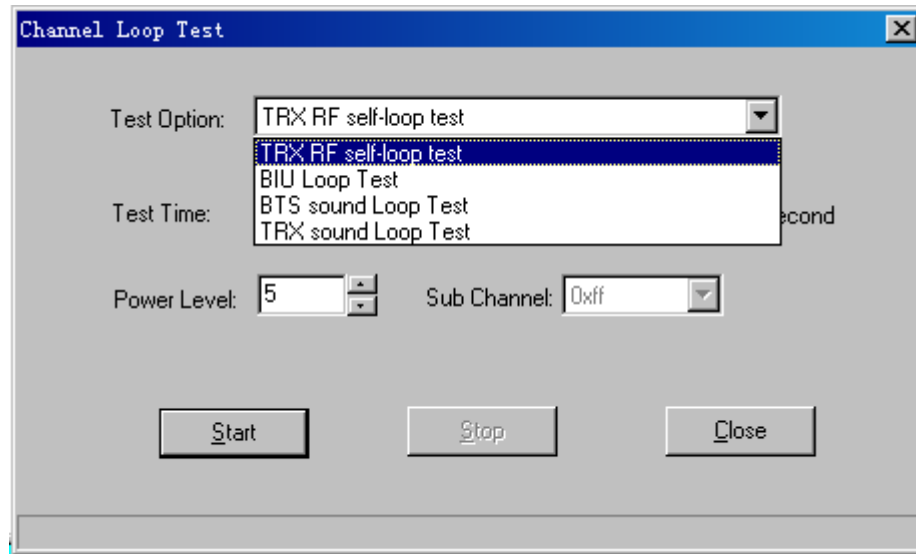 Channel Loop Test
Test Option: TRX RF self-loop test
TRX RF self-loop test
BIU Loop Test
BTS sound Loop Test
TRX sound Loop Test
Test Time:
Power Level: 5 Sub Channel: 0xff
Start Stop Close